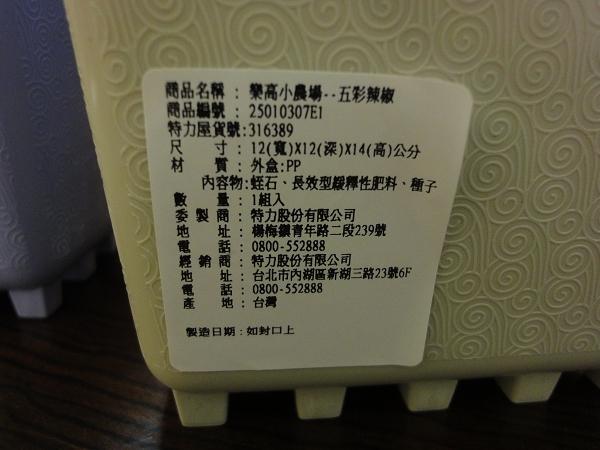 商品名稱：樂高小農場--五彩辣椒
商品編號：25010307E1
特力屋貨號:316389
尺　　寸：12(寬)X12(深)X14(高)公分
材　　質：外盒:PP
內容物:蛭石、長效型緩釋性肥料、種子
數　　量：1組入
委 製 商：特力股份有限公司
地　　址：楊梅鎮青年路二段239號
電　　話：0800-552888
經 銷 商：特力股份有限公司
地　　址：台北市內湖區新湖三路23號6F
電　　話：0800-552888
產　　地：台灣
製造日期:如封口上